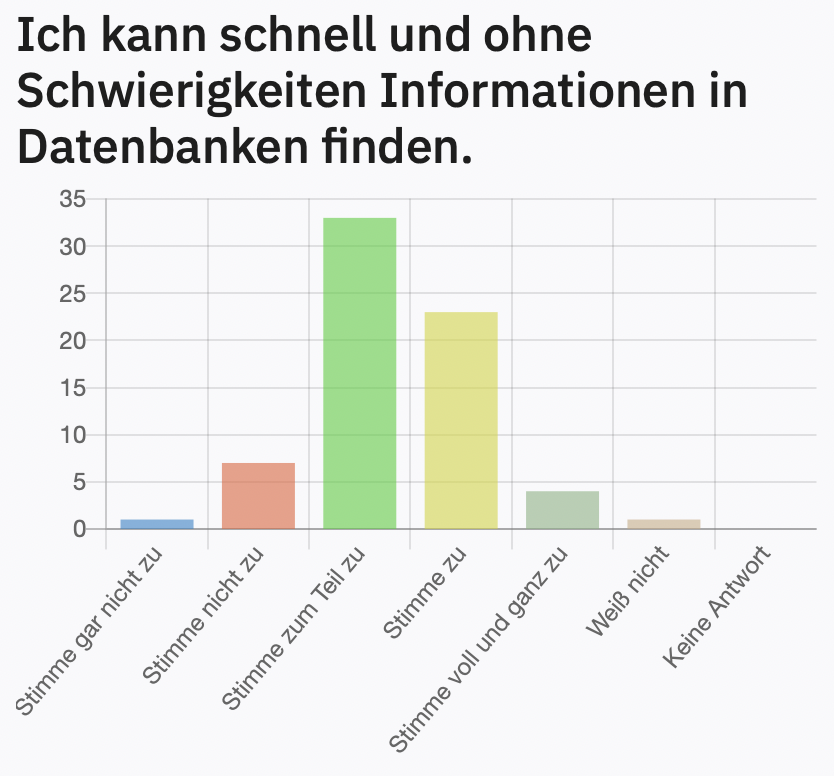 Ich kann schnell und ohne
Schwierigkeiten Informationen in
Datenbanken finden.
35
30
25
20
15
10
5
0
Stimme gar nicht zu
Stimme nicht zu
Stimme zum Teil zu
Stimme zu
Stimme voll und ganz zu
Weiß nicht
Keine Antwort